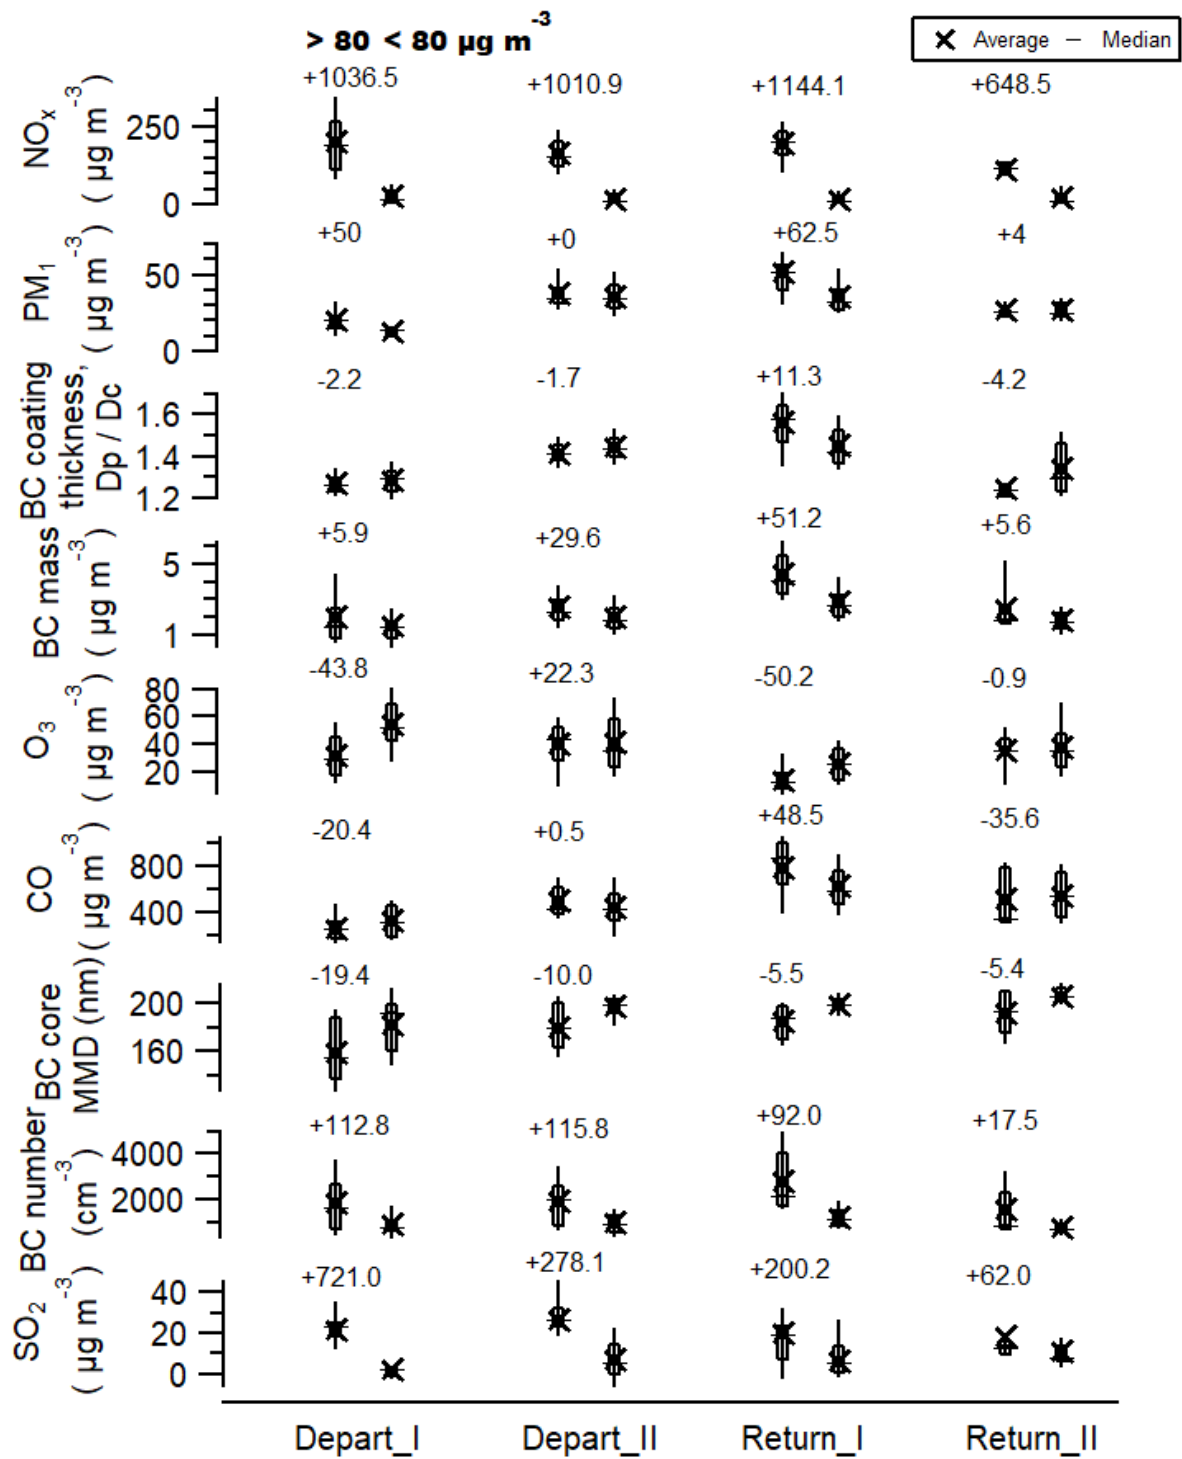 > 80 < 80 µg m⁻³
× Average − Median
NOₓ
( µg m⁻³ )
250
0
+1036.5 +1010.9 +1144.1 +648.5
PM₁
( µg m⁻³ )
50
0
+50 +0 +62.5 +4
BC coating
thickness,
Dp / Dc
1.6
1.4
1.2
-2.2 -1.7 +11.3 -4.2
BC mass
( µg m⁻³ )
5
1
+5.9 +29.6 +51.2 +5.6
O₃
( µg m⁻³ )
80
60
40
20
-43.8 +22.3 -50.2 -0.9
CO
( µg m⁻³ )
800
400
-20.4 +0.5 +48.5 -35.6
BC core
MMD (nm)
200
160
-19.4 -10.0 -5.5 -5.4
BC number
(cm⁻³)
4000
2000
+112.8 +115.8 +92.0 +17.5
SO₂
( µg m⁻³ )
40
20
0
+721.0 +278.1 +200.2 +62.0
Depart_I Depart_II Return_I Return_II